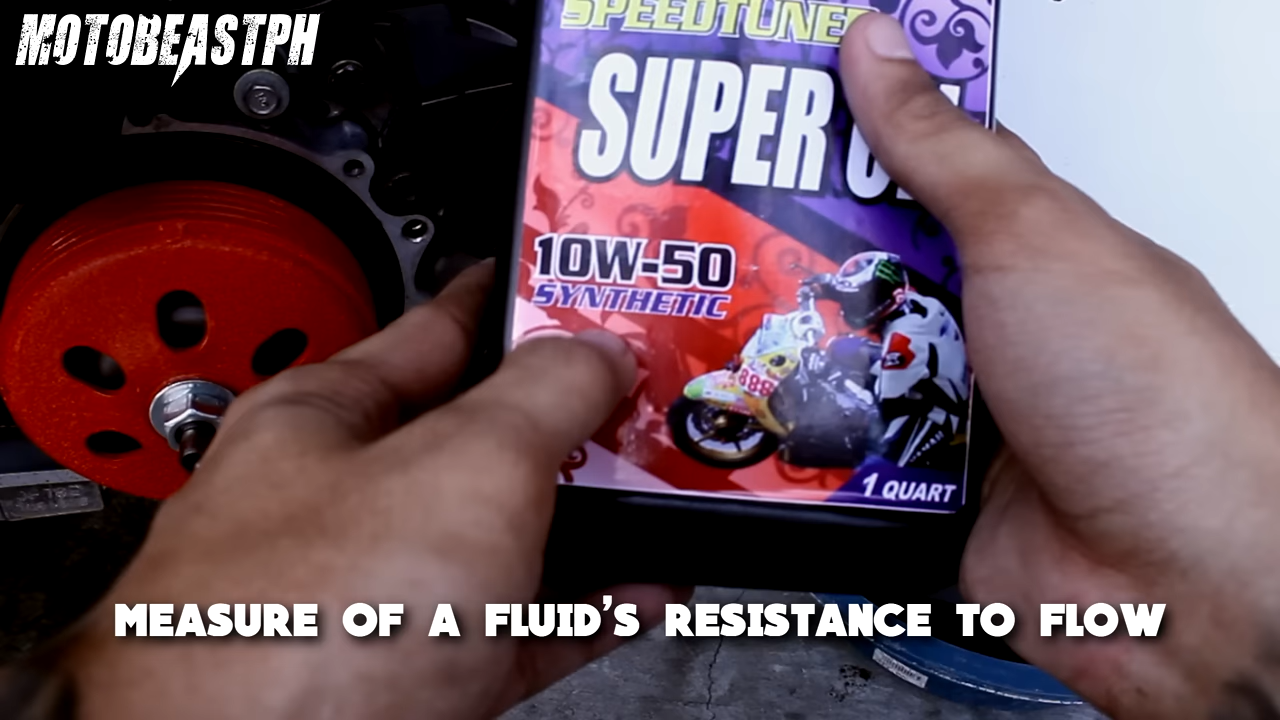 MOTOBEASTPH
SPEEDTUNER
SUPER
10W-50
SYNTHETIC
888
1 QUART
MEASURE OF A FLUID'S RESISTANCE TO FLOW